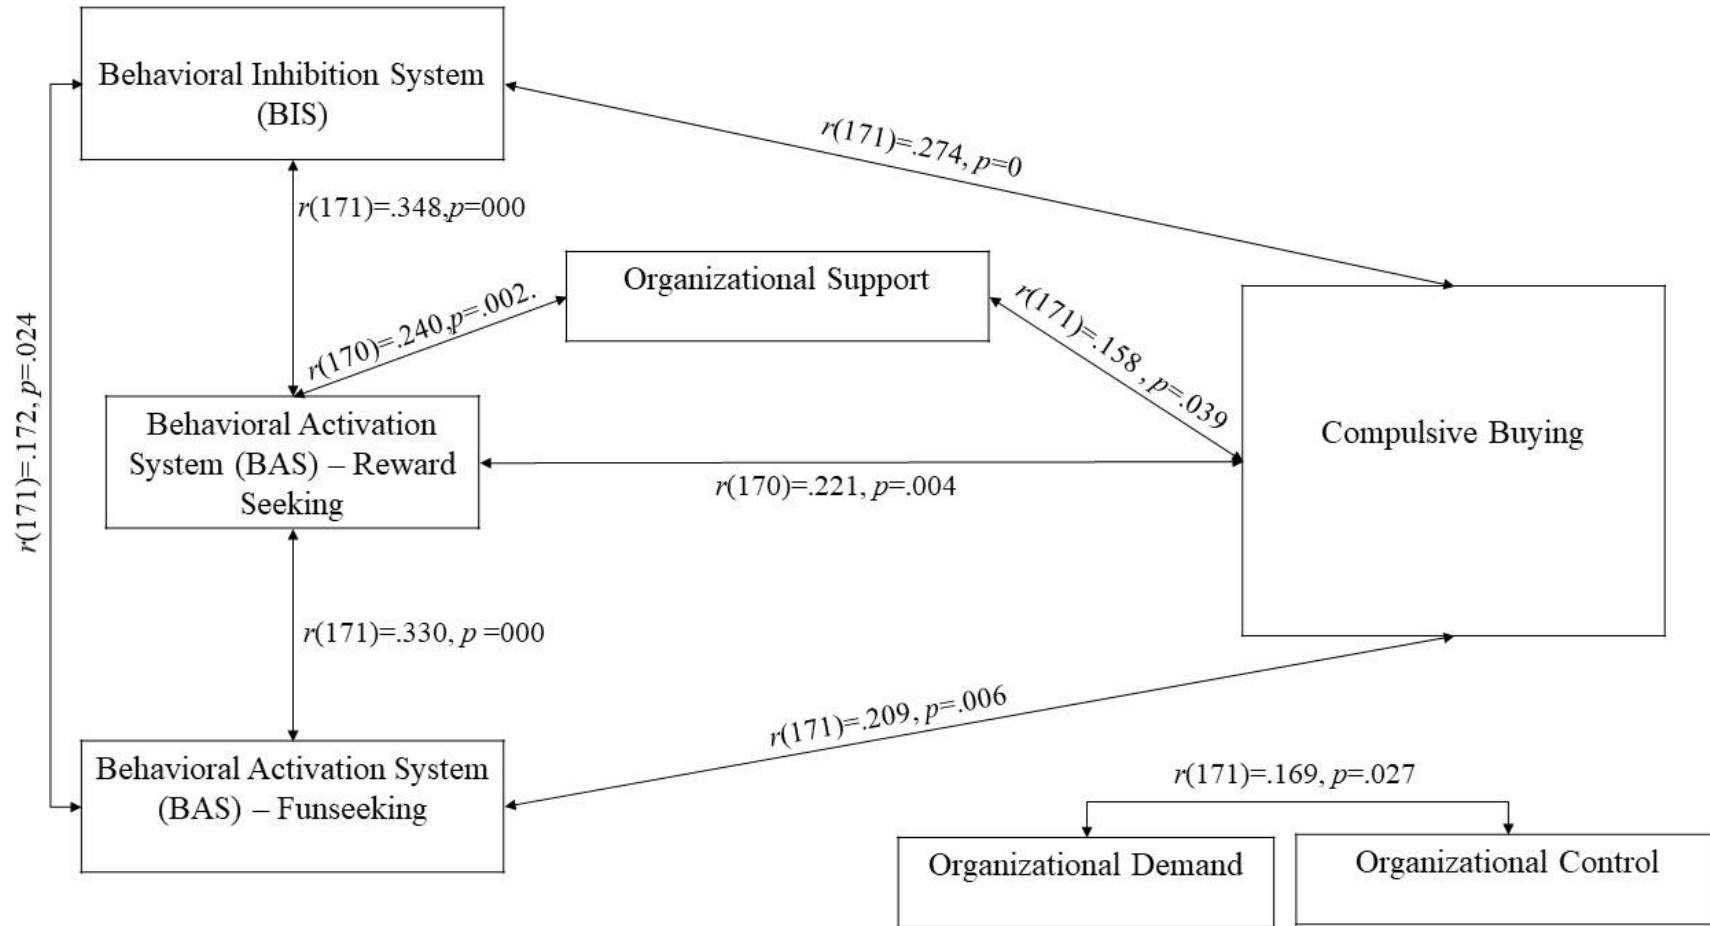 Behavioral Inhibition System
(BIS)
r(171)=.274, p=0
r(171)=.348,p=000
Organizational Support
r(170)=.240,p=.002.
r(171)=.158 , p=.039
r(171)=.172, p=.024
Behavioral Activation
System (BAS) – Reward
Seeking
Compulsive Buying
r(170)=.221, p=.004
r(171)=.330, p =000
r(171)=.209, p=.006
Behavioral Activation System
(BAS) – Funseeking
r(171)=.169, p=.027
Organizational Demand
Organizational Control